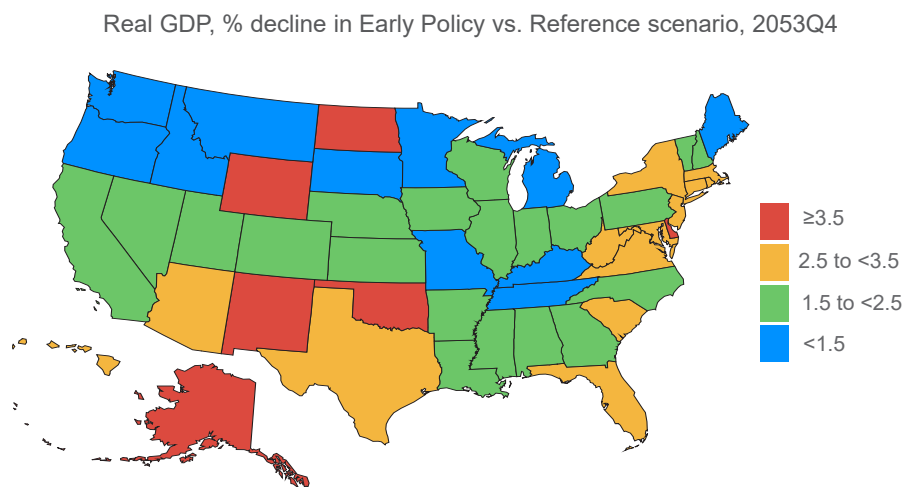 Real GDP, % decline in Early Policy vs. Reference scenario, 2053Q4
≥3.5
2.5 to <3.5
1.5 to <2.5
<1.5